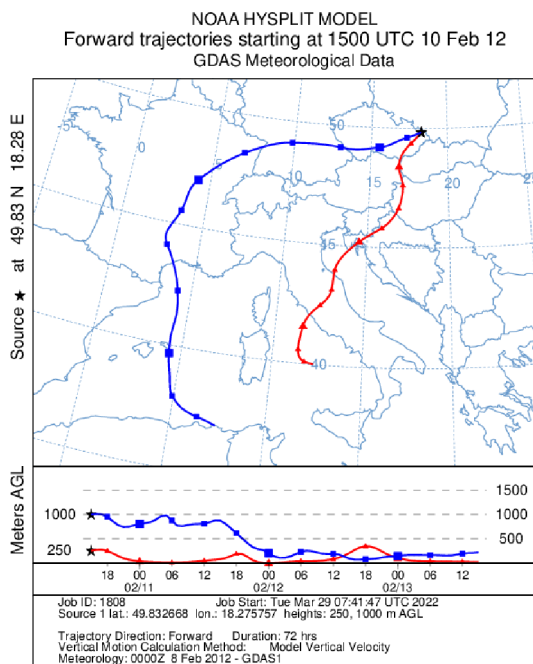 NOAA HYSPLIT MODEL
Forward trajectories starting at 1500 UTC 10 Feb 12
GDAS Meteorological Data
Source ★ at 49.83 N 18.28 E
-5
0
5
10
15
20
25
50
45
40
Meters AGL
1500
1000
1000
500
250
18 00 06 12 18 00 06 12 18 00 06 12
02/11 02/12 02/13
Job ID: 1808 Job Start: Tue Mar 29 07:41:47 UTC 2022
Source 1 lat.: 49.832668 lon.: 18.275757 heights: 250, 1000 m AGL
Trajectory Direction: Forward Duration: 72 hrs
Vertical Motion Calculation Method: Model Vertical Velocity
Meteorology: 0000Z 8 Feb 2012 - GDAS1